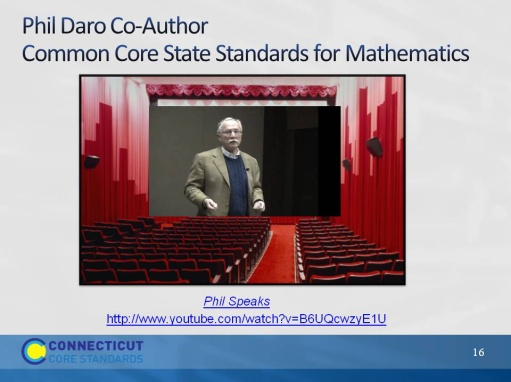 Phil Daro Co-Author
Common Core State Standards for Mathematics
Phil Speaks
http://www.youtube.com/watch?v=B6UQcwzyE1U
CONNECTICUT
CORE STANDARDS
16